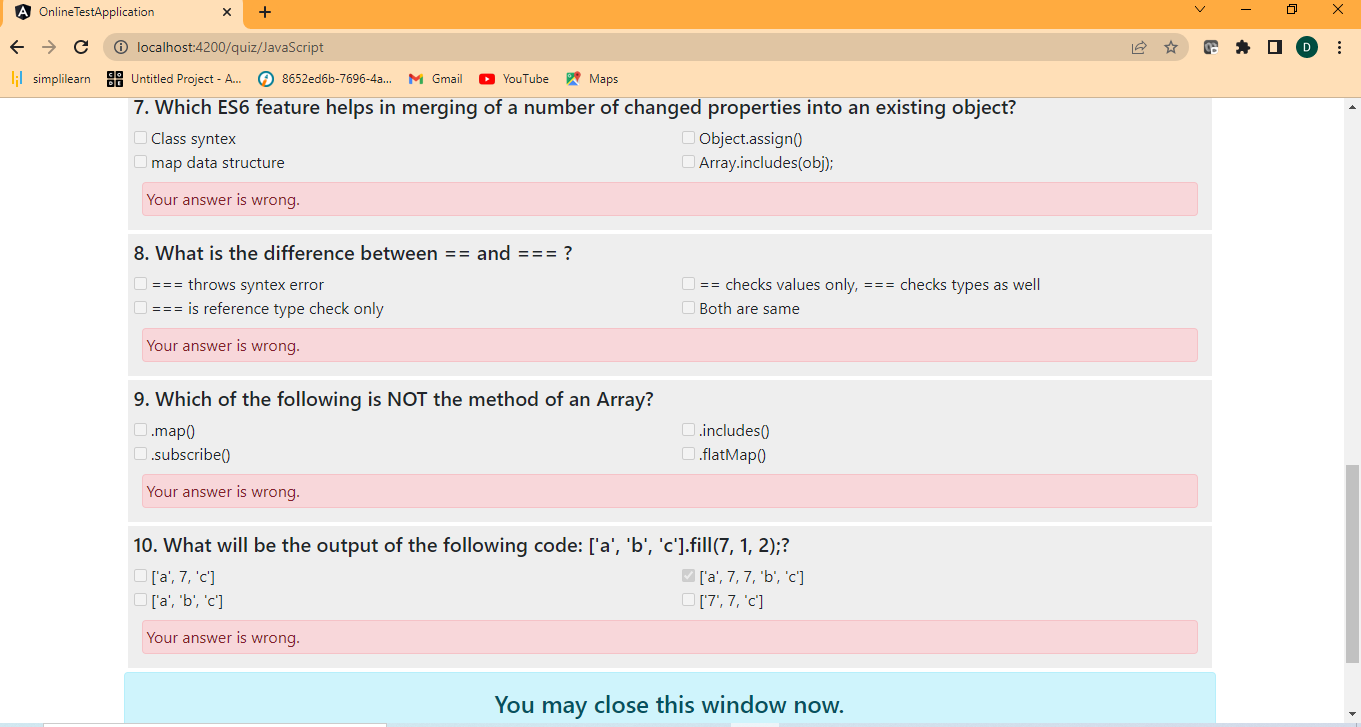 OnlineTestApplication
localhost:4200/quiz/JavaScript
D
simplilearn
Untitled Project - A...
8652ed6b-7696-4a...
Gmail
YouTube
Maps
7. Which ES6 feature helps in merging of a number of changed properties into an existing object?
Class syntex
Object.assign()
map data structure
Array.includes(obj);
Your answer is wrong.
8. What is the difference between == and === ?
=== throws syntex error
== checks values only, === checks types as well
=== is reference type check only
Both are same
Your answer is wrong.
9. Which of the following is NOT the method of an Array?
.map()
.includes()
.subscribe()
.flatMap()
Your answer is wrong.
10. What will be the output of the following code: ['a', 'b', 'c'].fill(7, 1, 2);?
['a', 7, 'c']
['a', 7, 7, 'b', 'c']
['a', 'b', 'c']
['7', 7, 'c']
Your answer is wrong.
You may close this window now.